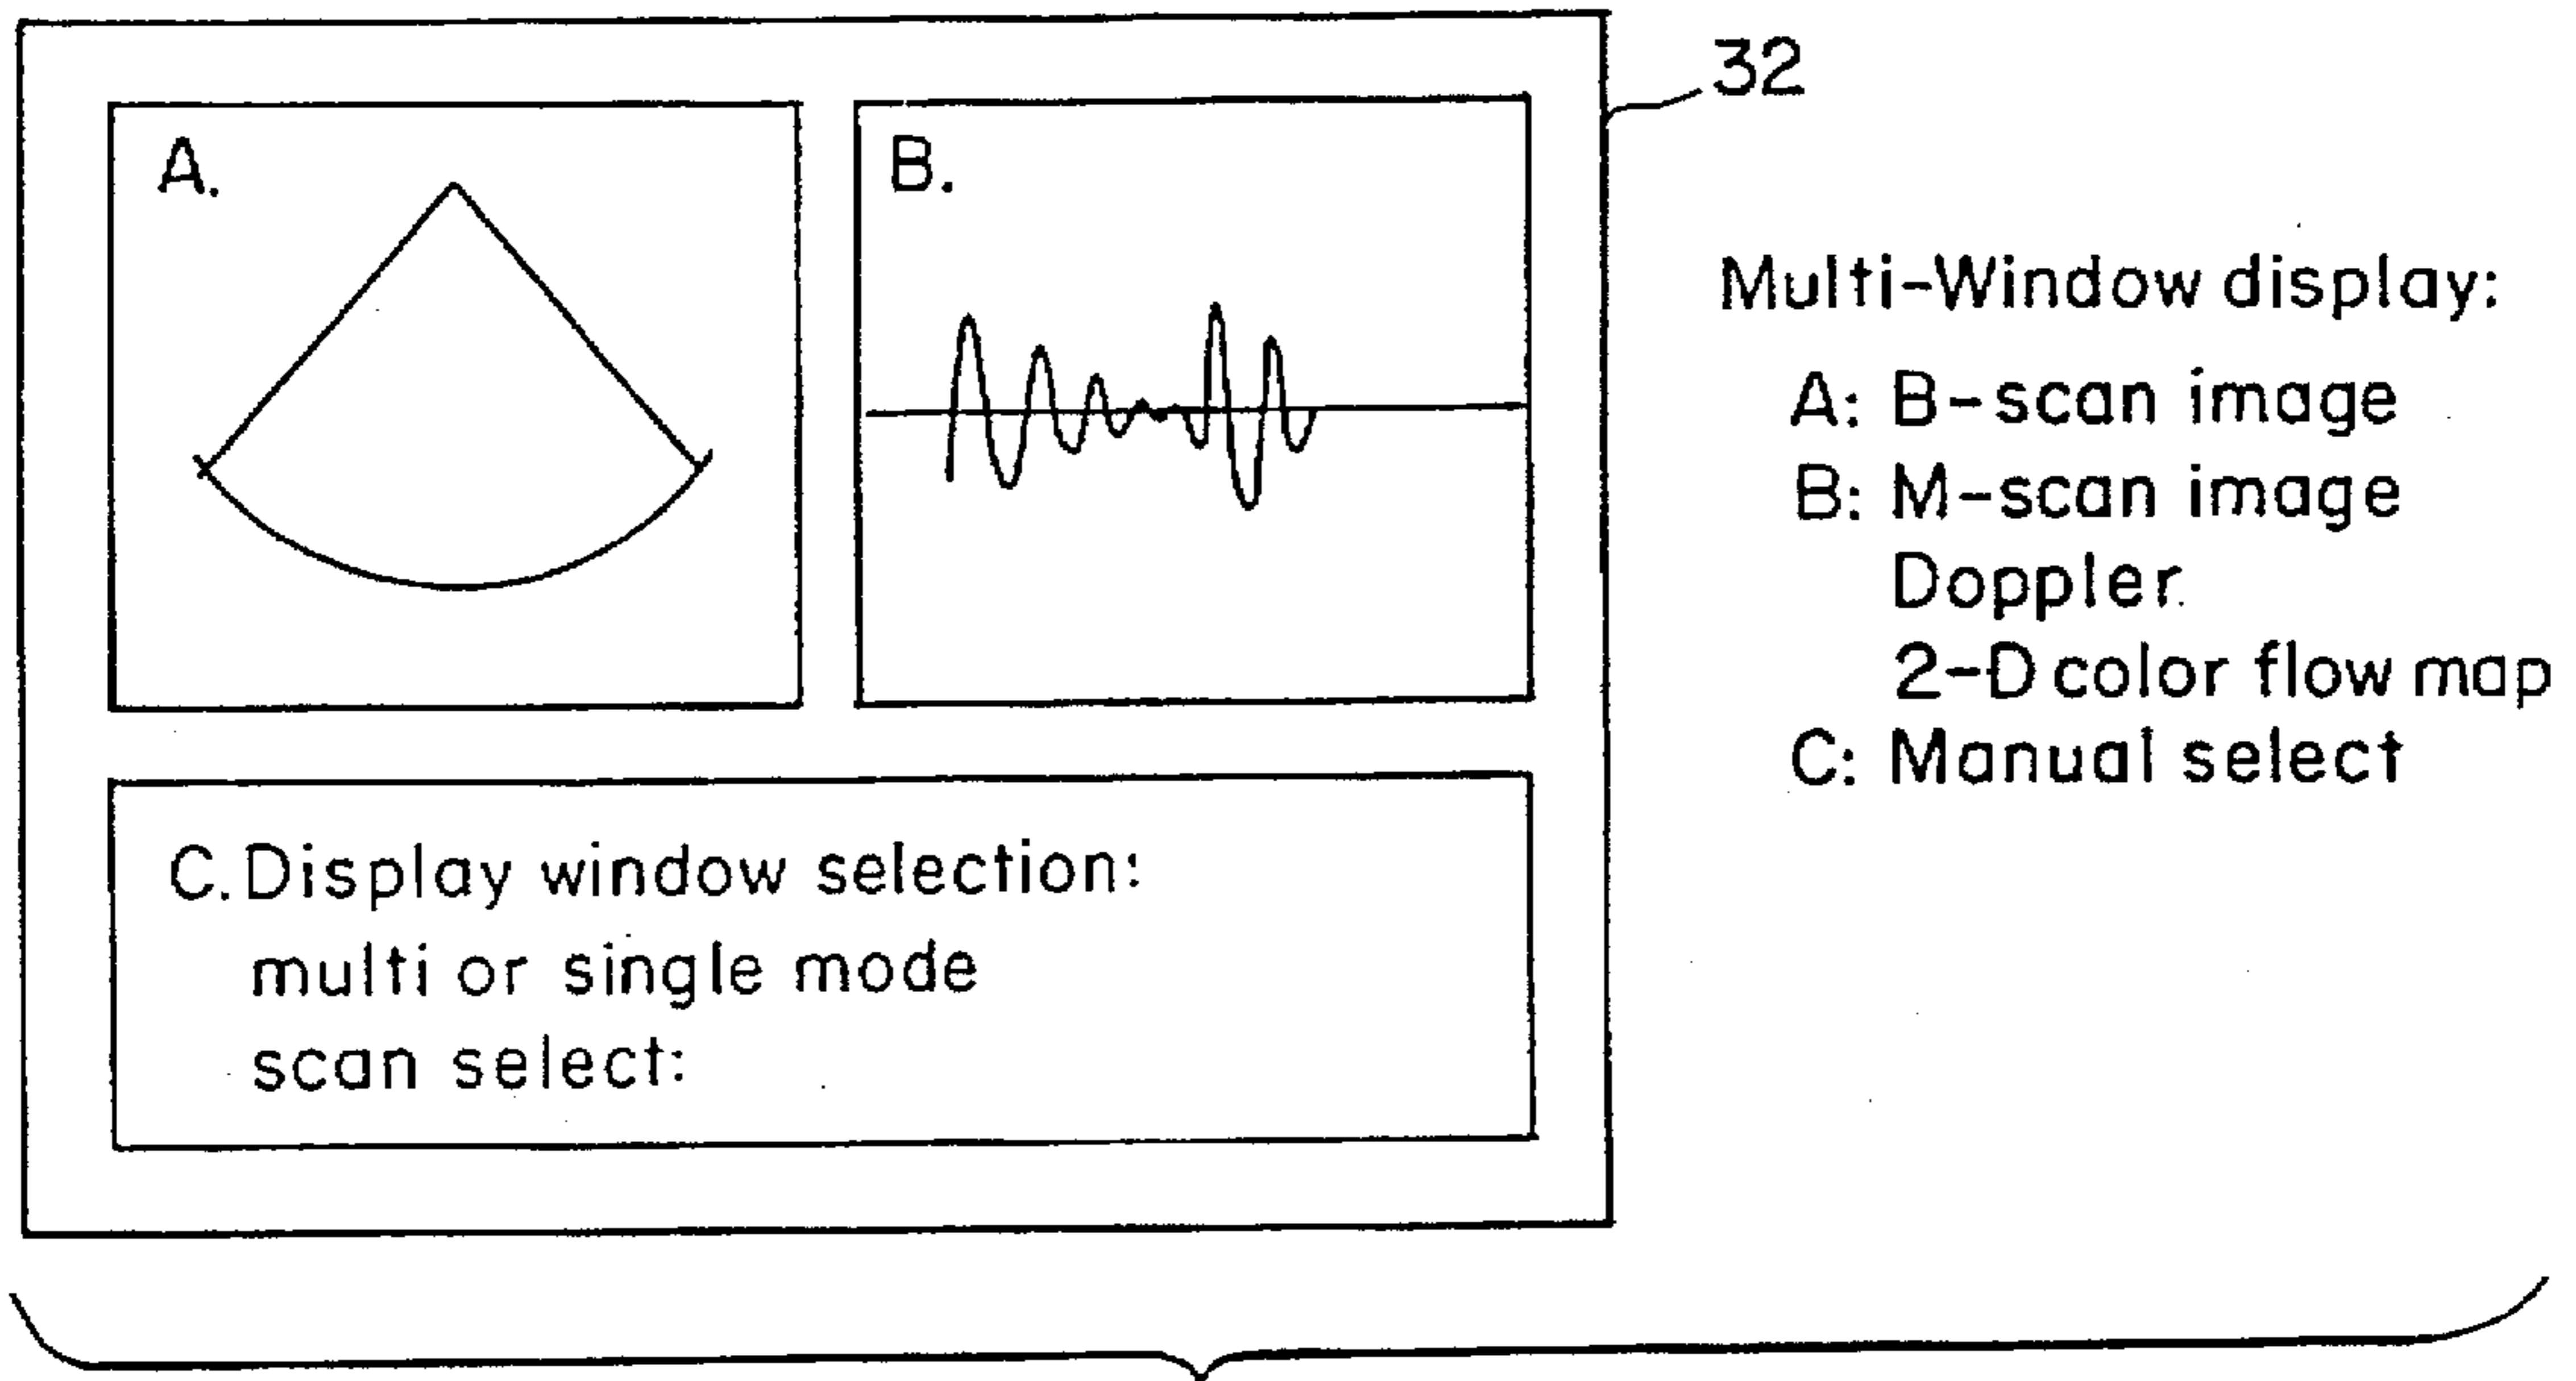 32
A.
B.
Multi-Window display:
A: B-scan image
B: M-scan image
Doppler
2-D color flow map
C: Manual select
C. Display window selection:
multi or single mode
scan select: